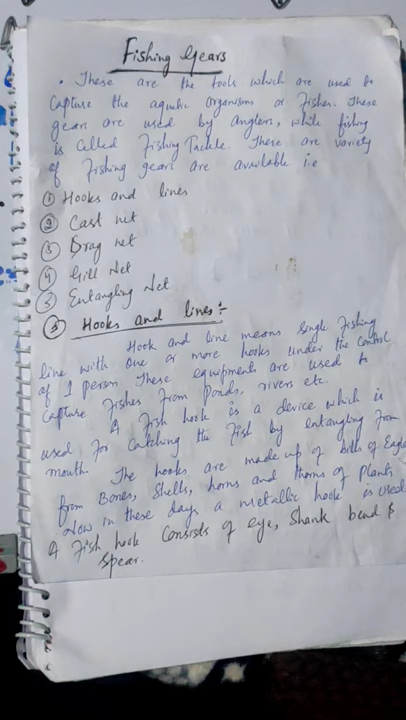 Fishing Gears
• These are the tools which are used to
Capture the aquatic organisms or Fishes. These
gears are used by anglers, while fishing
is called Fishing Tackle. There are variety
of Fishing gears are available i.e
① Hooks and lines
② Cast net
③ Drag net
④ Gill Net
⑤ Entangling Net
⑤ Hooks and lines:-
Hook and line means single fishing
line with one or more hooks under the control
of 1 person. These equipments are used to
Capture Fishes from ponds, rivers etc.
A Fish hook is a device which is
used for catching the fish by entangling from
mouth.
The hooks are made up of bills of Eagle
from Bones, Shells, horns and thorns of Plants
Now in these days a metallic hook is used.
A Fish hook Consists of eye, Shank bend &
Spear.